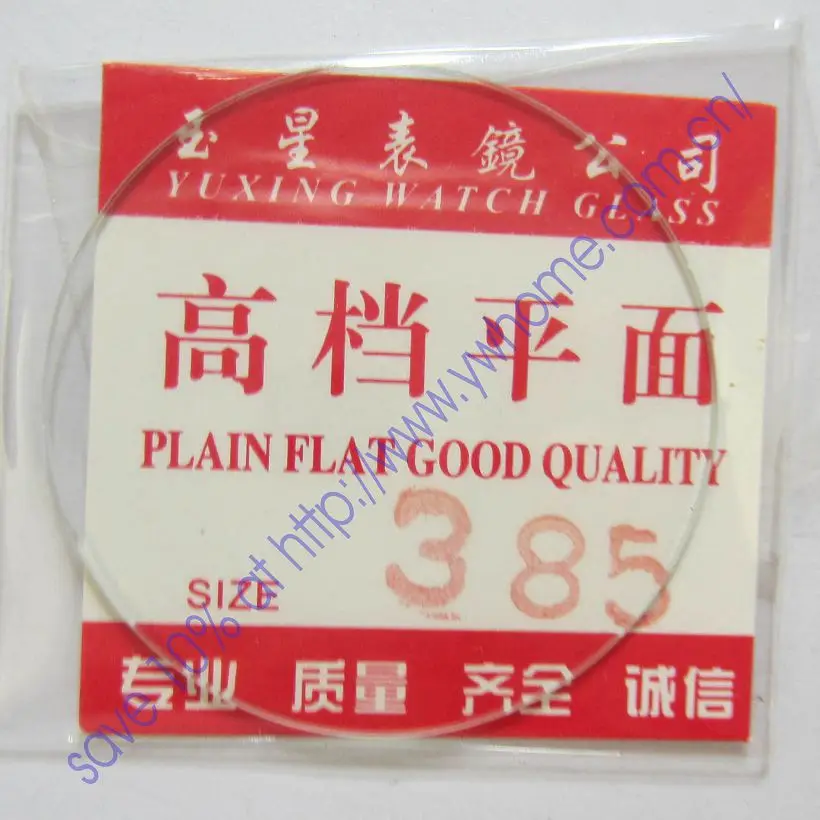 玉星表鏡公司
YUXING WATCH GLASS
高档平面
PLAIN FLAT GOOD QUALITY
SIZE 385
专业 质量 齐全 诚信
save 10% at http://www.ywhome.com.cn/